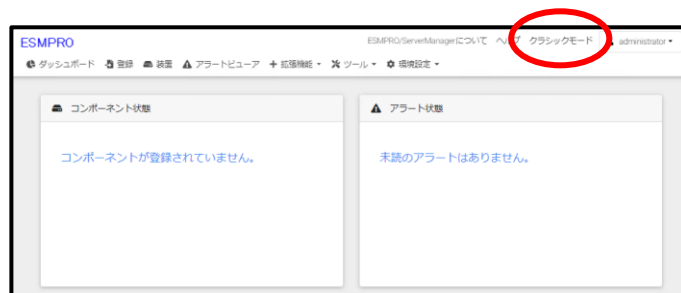 ESMPRO
ESMPRO/ServerManagerについて ヘルプ クラシックモード administrator
ダッシュボード 登録 装置 アラートビューア 拡張機能 ツール 環境設定
コンポーネント状態
アラート状態
コンポーネントが登録されていません。
未読のアラートはありません。